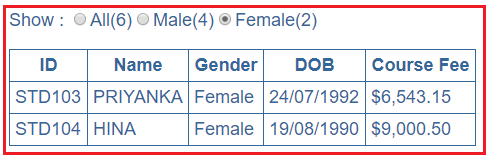 Show : All(6) Male(4) Female(2)
ID Name Gender DOB Course Fee
STD103 PRIYANKA Female 24/07/1992 $6,543.15
STD104 HINA Female 19/08/1990 $9,000.50